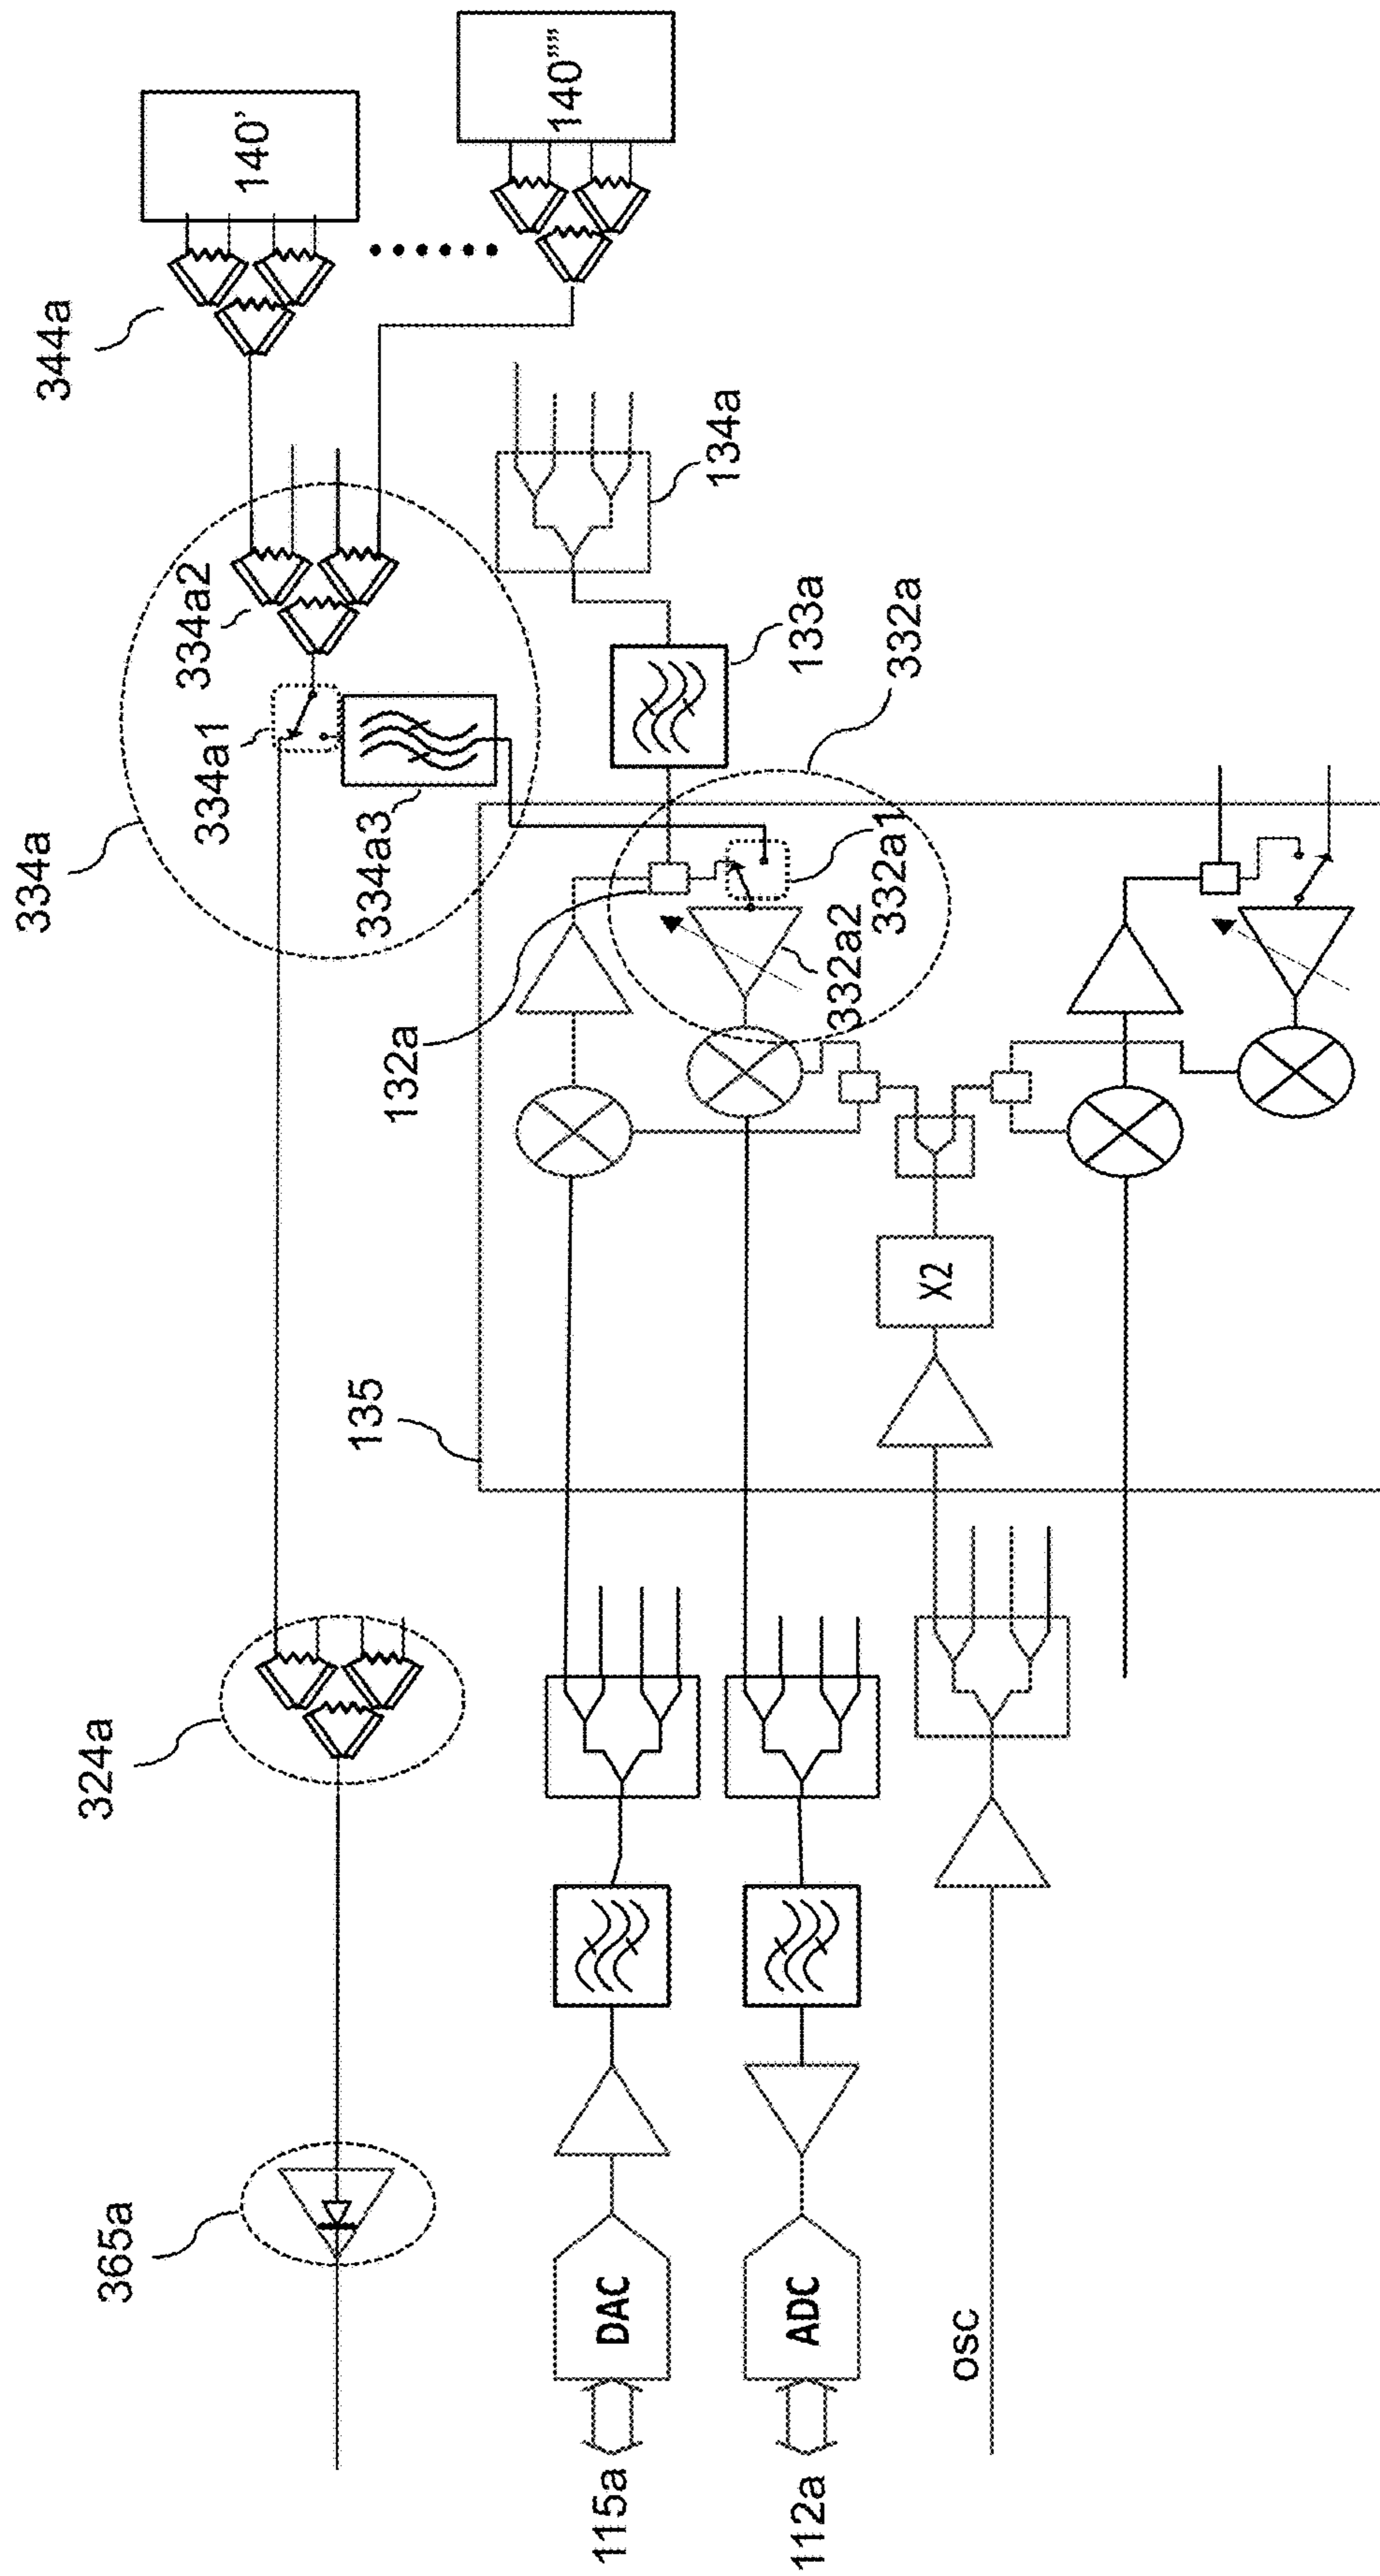 365a
324a
334a
344a
140'
140""
334a1
334a2
334a3
135
132a
134a
133a
332a
332a1
332a2
X2
115a
DAC
112a
ADC
osc